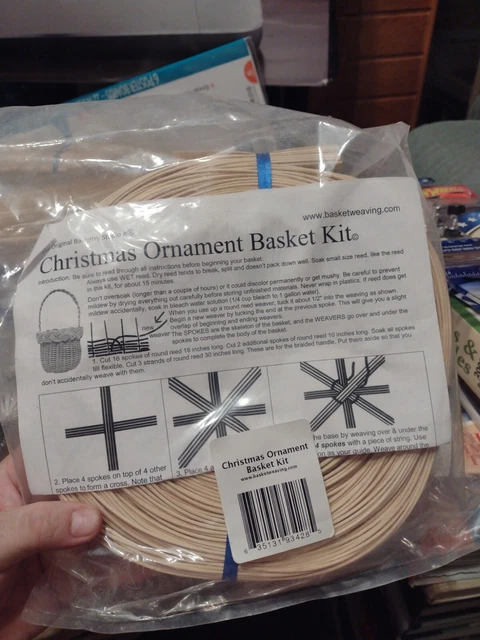 6 POSTER BOARDS
www.basketweaving.com
Christmas Ornament Basket Kit©
Introduction: Be sure to read through all instructions before beginning your basket.
Always use WET reed. Dry reed tends to break, split and doesn't pack down well. Soak small size reed, like the reed
in this kit, for about 15 minutes.
Don't oversoak (longer than a couple of hours) or it could discolor permanently or get mushy. Be careful to prevent
mildew by drying everything out carefully before storing unfinished materials. Never wrap in plastics. If reed does get
mildew accidentally, soak in bleach water solution (1/4 cup bleach to 1 gallon water).
When you use up a round reed weaver, tuck it about 1/2" into the weaving as shown.
Begin a new weaver by tucking the end at the previous spoke. This will give you a slight
overlap of beginning and ending weavers.
The SPOKES are the skeleton of the basket, and the WEAVERS go over and under the
spokes to complete the body of the basket.
new
weaver
1. Cut 16 spokes of round reed 18 inches long. Cut 2 additional spokes of round reed 10 inches long. Soak all spokes
till flexible. Cut 3 strands of round reed 30 inches long. These are for the braided handle. Put them aside so that you
don't accidentally weave with them.
2. Place 4 spokes on top of 4 other
spokes to form a cross. Note that
3. Place 4
the base by weaving over & under the
4 spokes with a piece of string. Use
on as your guide. Weave around the
Christmas Ornament
Basket Kit
www.basketweaving.com
6 35131 93428 5